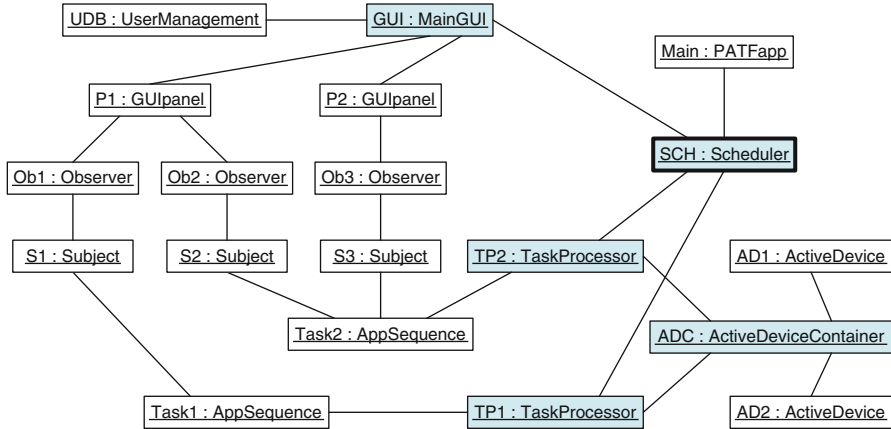 UDB : UserManagement
GUI : MainGUI
Main : PATFapp
P1 : GUIpanel
P2 : GUIpanel
SCH : Scheduler
Ob1 : Observer
Ob2 : Observer
Ob3 : Observer
S1 : Subject
S2 : Subject
S3 : Subject
TP2 : TaskProcessor
AD1 : ActiveDevice
Task2 : AppSequence
ADC : ActiveDeviceContainer
Task1 : AppSequence
TP1 : TaskProcessor
AD2 : ActiveDevice